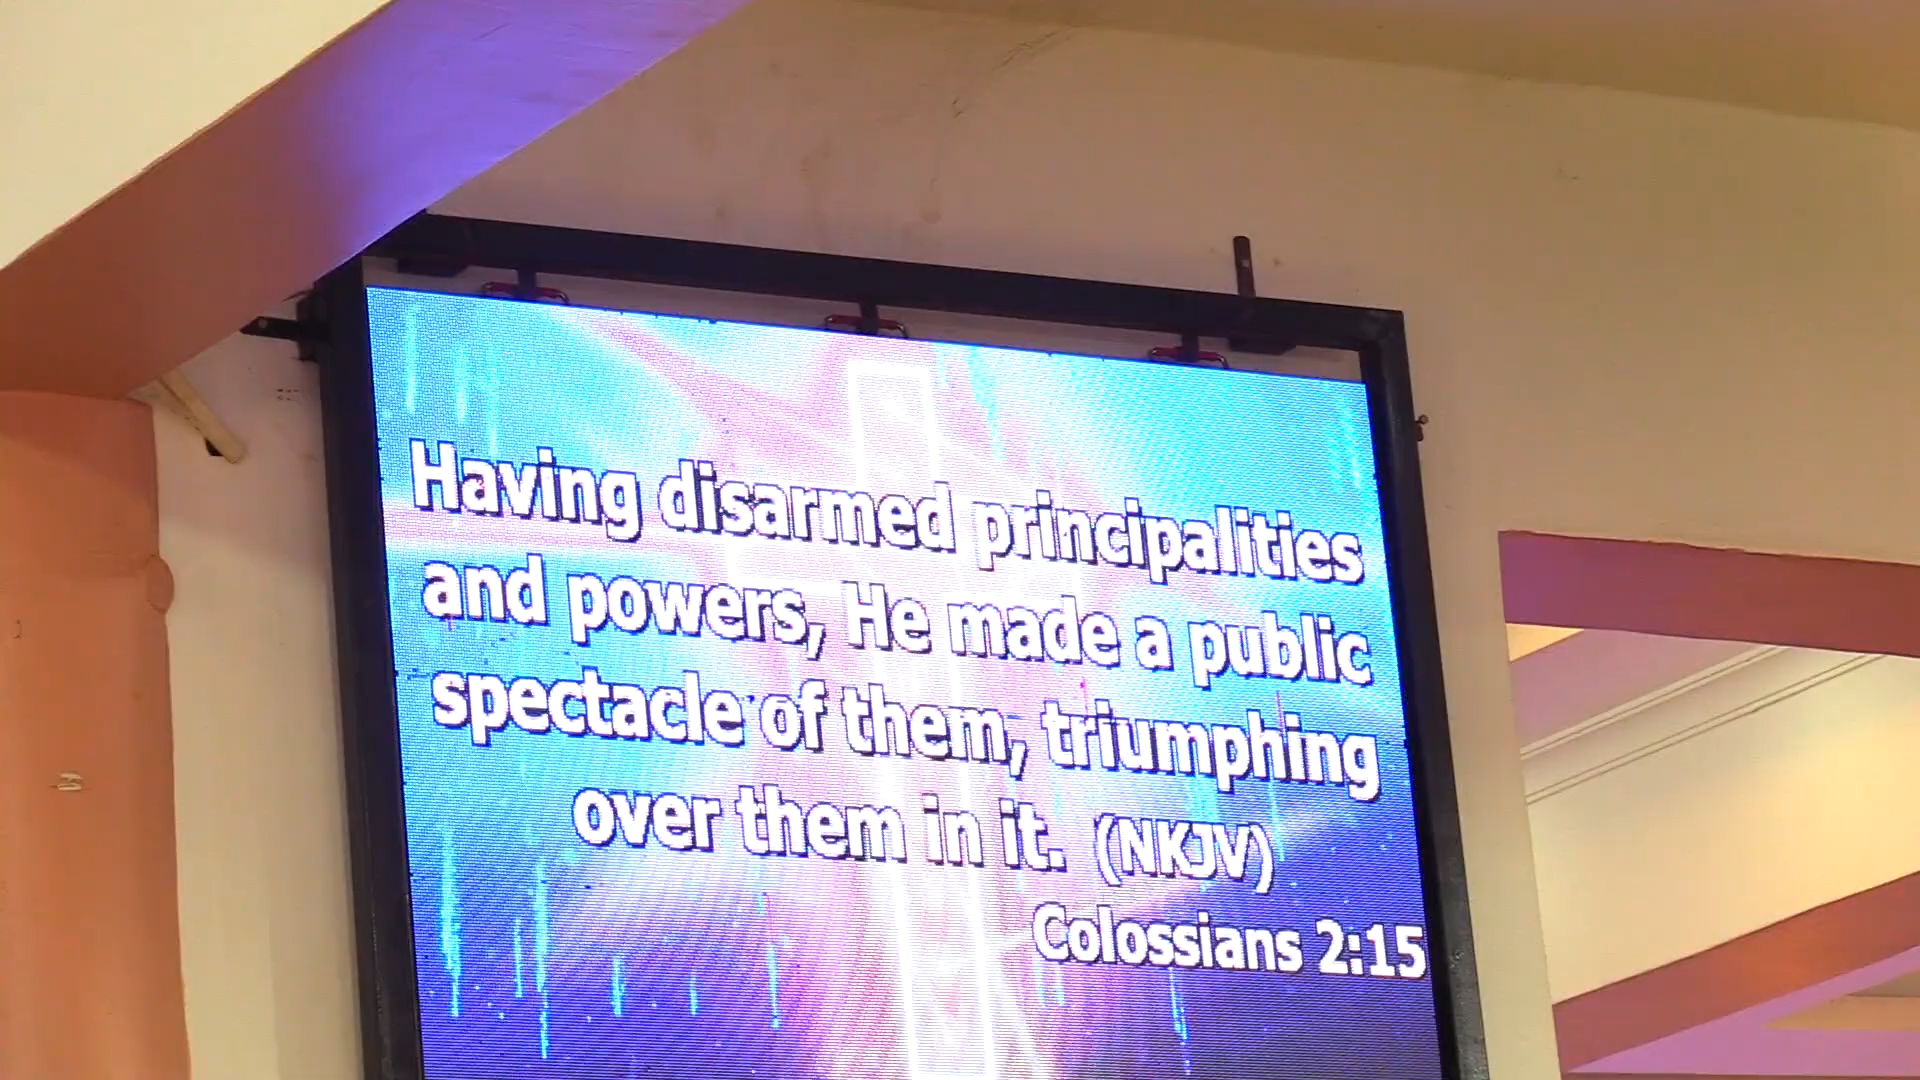 Having disarmed principalities
and powers, He made a public
spectacle of them, triumphing
over them in it. (NKJV)
Colossians 2:15